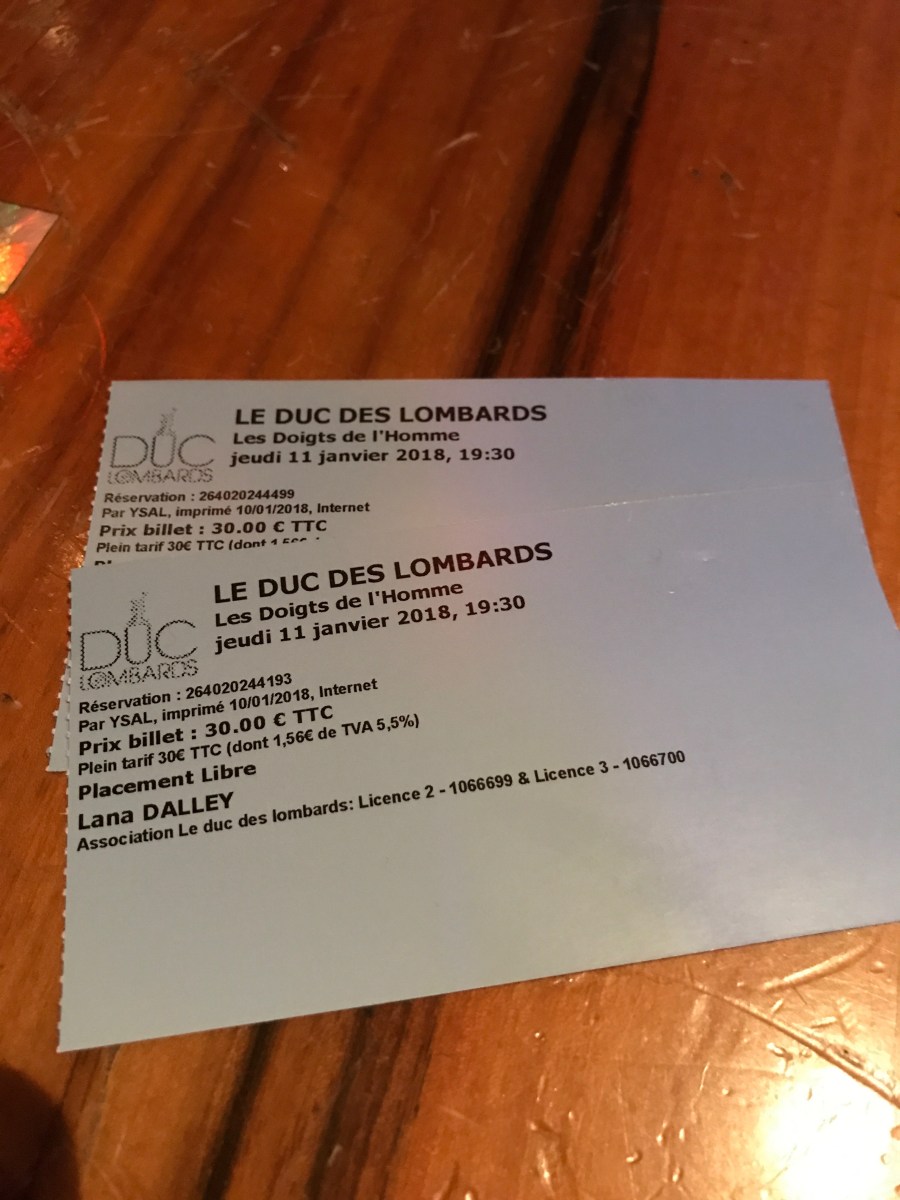 DUC
LOMBARDS
LE DUC DES LOMBARDS
Les Doigts de l'Homme
jeudi 11 janvier 2018, 19:30
Réservation : 264020244499
Par YSAL, imprimé 10/01/2018, Internet
Prix billet : 30.00 € TTC
Plein tarif 30€ TTC (dont
DUC
LOMBARDS
LE DUC DES LOMBARDS
Les Doigts de l'Homme
jeudi 11 janvier 2018, 19:30
Réservation : 264020244193
Par YSAL, imprimé 10/01/2018, Internet
Prix billet : 30.00 € TTC
Plein tarif 30€ TTC (dont 1,56€ de TVA 5,5%)
Placement Libre
Lana DALLEY
Association Le duc des lombards: Licence 2 - 1066699 & Licence 3 - 1066700